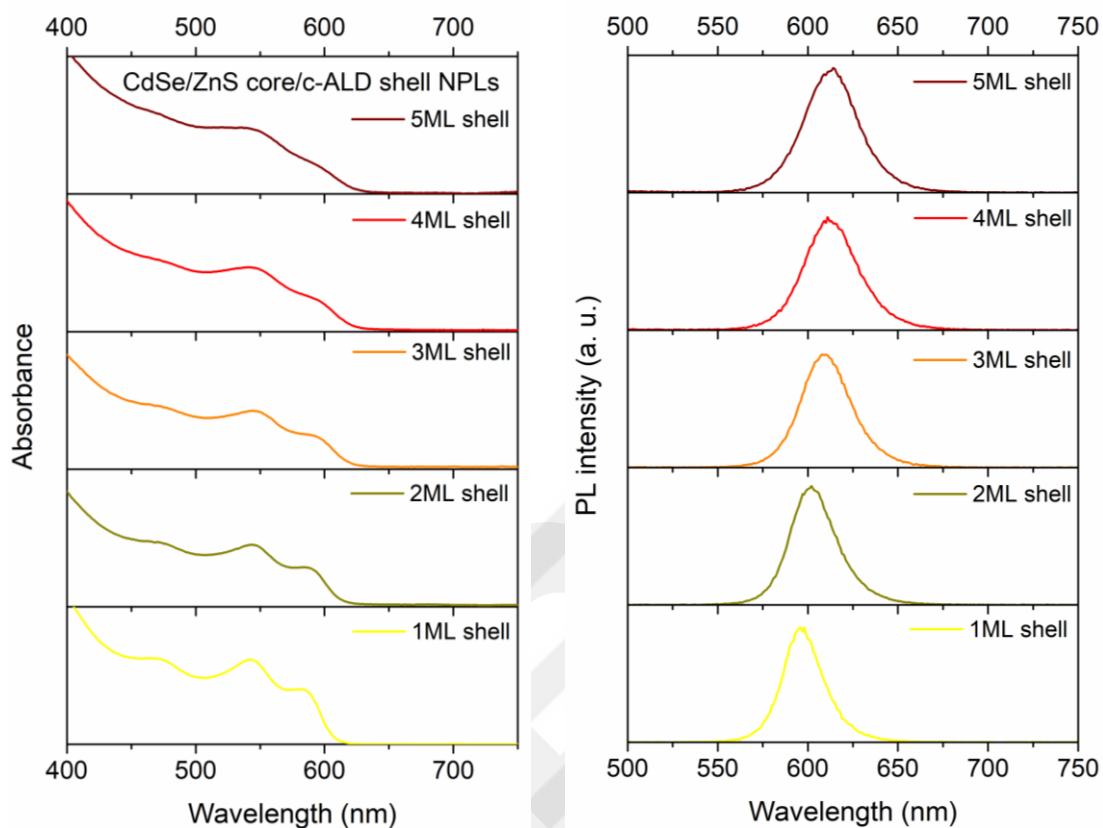 400 500 600 700
CdSe/ZnS core/c-ALD shell NPLs
5ML shell
4ML shell
3ML shell
2ML shell
1ML shell
Absorbance
400 500 600 700
Wavelength (nm)
500 550 600 650 700 750
5ML shell
4ML shell
3ML shell
2ML shell
1ML shell
PL intensity (a. u.)
500 550 600 650 700 750
Wavelength (nm)